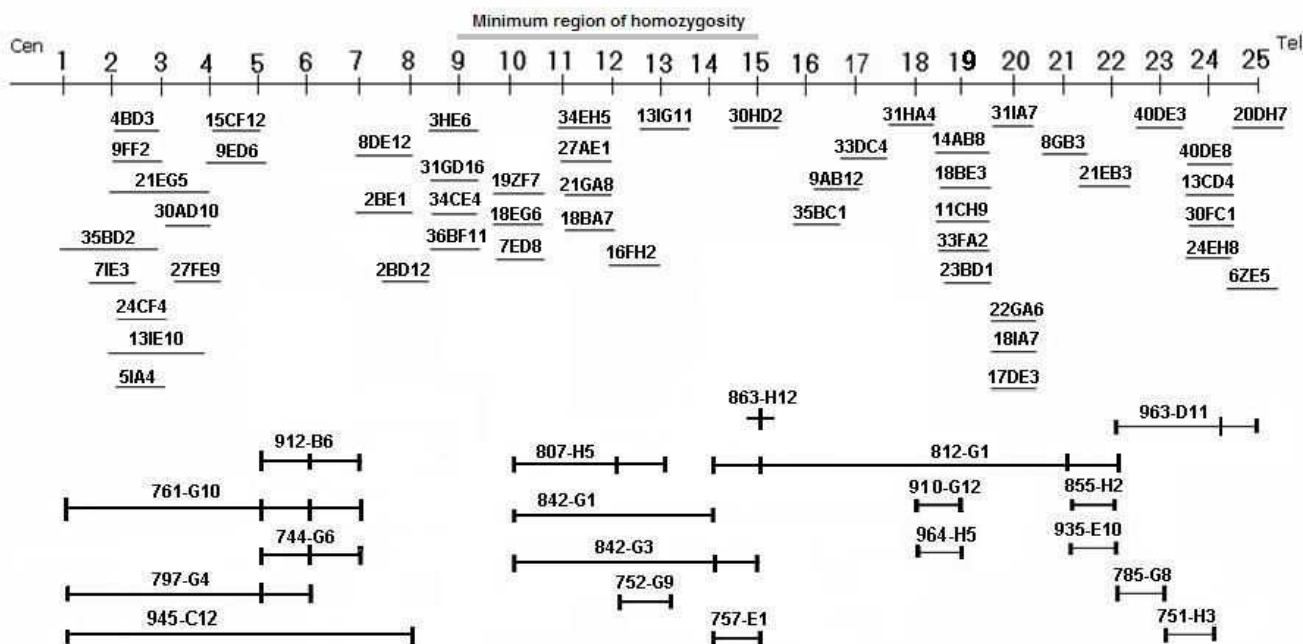 Minimum region of homozygosity
Cen Tel
1 2 3 4 5 6 7 8 9 10 11 12 13 14 15 16 17 18 19 20 21 22 23 24 25
4BD3 15CF12 3HE6 34EH5 13IG11 30HD2 31HA4 31IA7 40DE3 20DH7
9FF2 9ED6 8DE12 27AE1 33DC4 14AB8 8GB3 40DE8
21EG5 31GD16 19ZF7 21GA8 9AB12 18BE3 21EB3 13CD4
30AD10 2BE1 34CE4 18EG6 18BA7 35BC1 11CH9 30FC1
35BD2 36BF11 7ED8 16FH2 33FA2 24EH8
7IE3 27FE9 2BD12 23BD1 6ZE5
24CF4 22GA6
13IE10 18IA7
5IA4 17DE3
863-H12 963-D11
912-B6 807-H5 812-G1
761-G10 842-G1 910-G12 855-H2
744-G6 842-G3 964-H5 935-E10
797-G4 752-G9 785-G8
945-C12 757-E1 751-H3